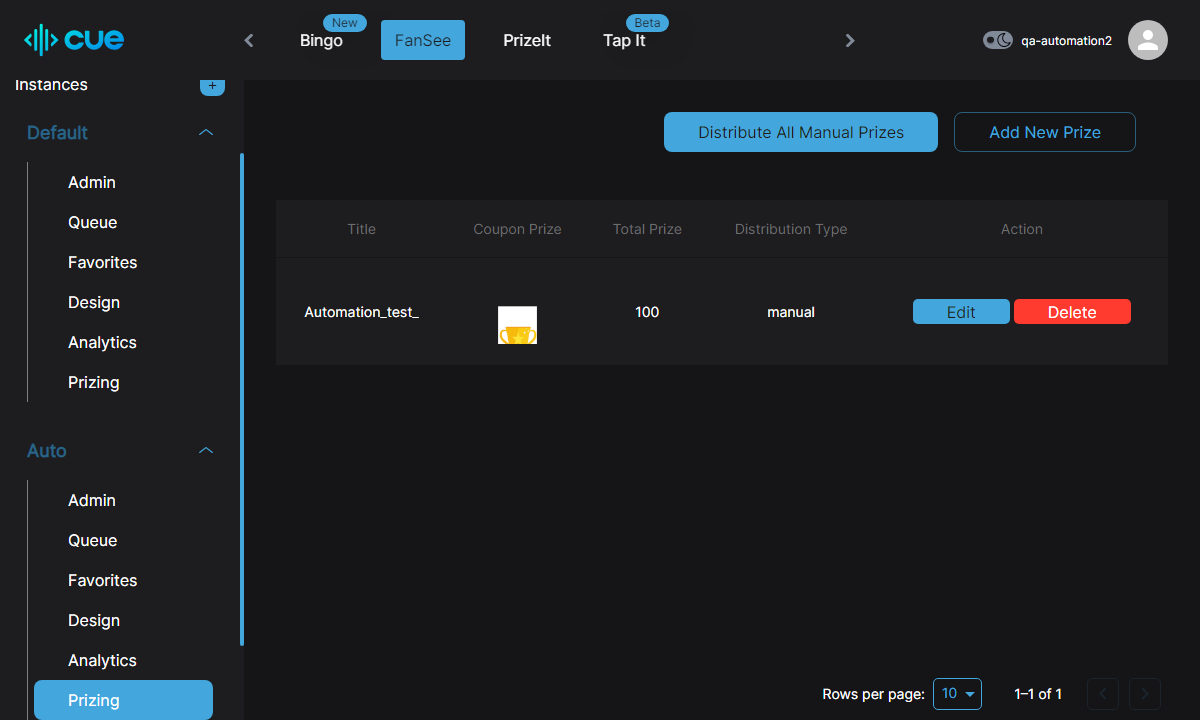 CUE
New
Bingo
FanSee
PrizeIt
Beta
Tap It
qa-automation2
Instances
+
Default
Admin
Queue
Favorites
Design
Analytics
Prizing
Auto
Admin
Queue
Favorites
Design
Analytics
Prizing
Distribute All Manual Prizes
Add New Prize
Title Coupon Prize Total Prize Distribution Type Action
Automation_test_ 100 manual Edit Delete
Rows per page: 10 1–1 of 1